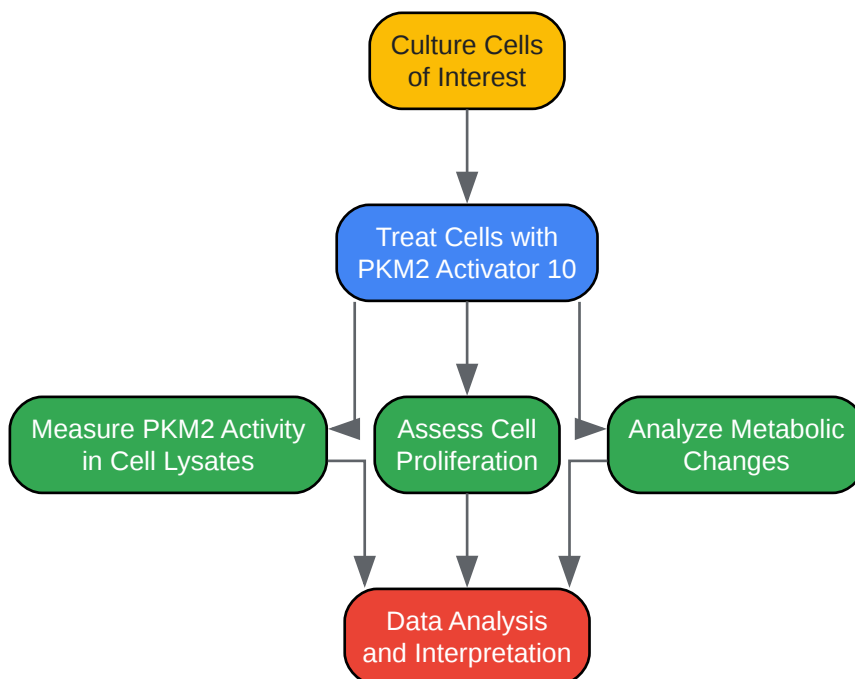 Culture Cells
of Interest
Treat Cells with
PKM2 Activator 10
Measure PKM2 Activity
in Cell Lysates
Assess Cell
Proliferation
Analyze Metabolic
Changes
Data Analysis
and Interpretation